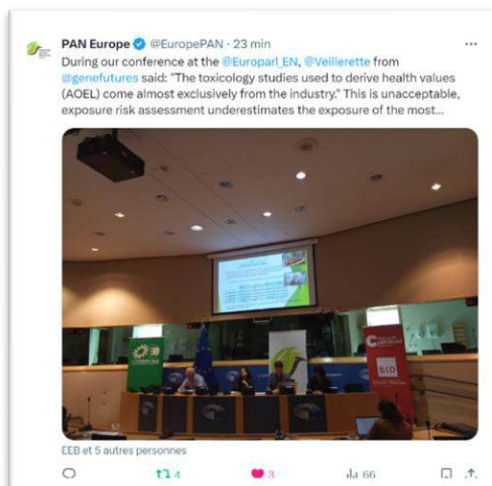 PAN Europe @EuropePAN · 23 min
During our conference at the @Europarl_EN, @Veillerette from
@genefutures said: "The toxicology studies used to derive health values
(AOEL) come almost exclusively from the industry." This is unacceptable,
exposure risk assessment underestimates the exposure of the most...
EEB et 5 autres personnes
4 3 66